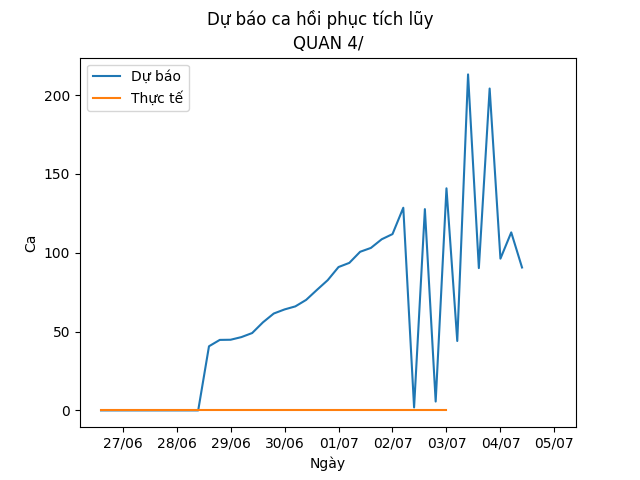 Dự báo ca hồi phục tích lũy
QUAN 4/
Dự báo
Thực tế
200
150
100
50
0
Ca
27/06 28/06 29/06 30/06 01/07 02/07 03/07 04/07 05/07
Ngày